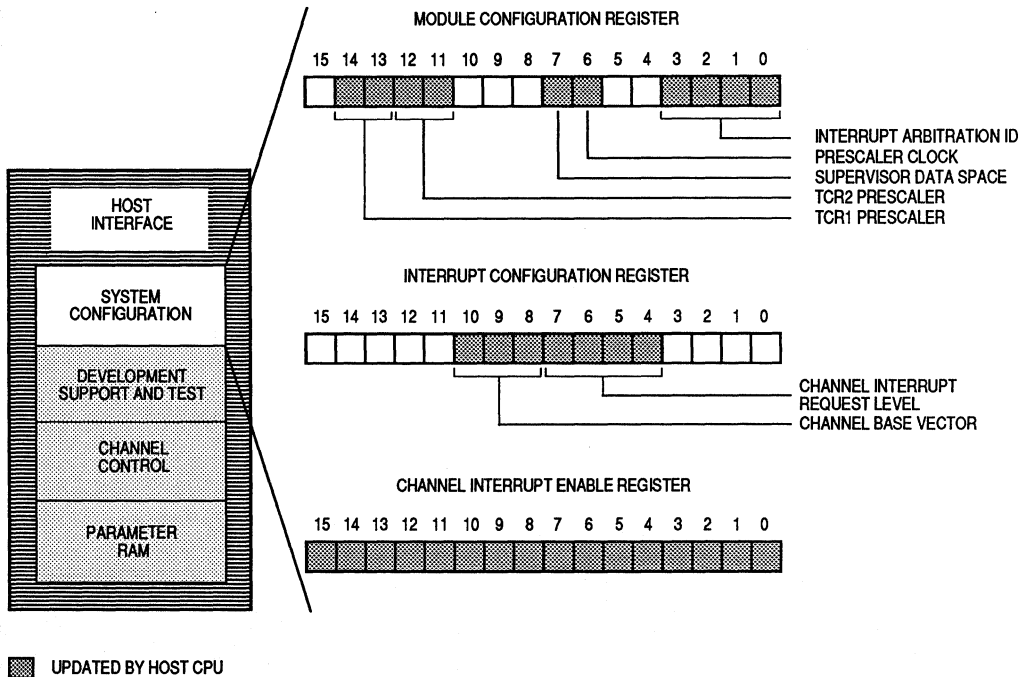 MODULE CONFIGURATION REGISTER
15 14 13 12 11 10 9 8 7 6 5 4 3 2 1 0
INTERRUPT ARBITRATION ID
PRESCALER CLOCK
SUPERVISOR DATA SPACE
TCR2 PRESCALER
TCR1 PRESCALER
HOST
INTERFACE
SYSTEM
CONFIGURATION
DEVELOPMENT
SUPPORT AND TEST
CHANNEL
CONTROL
PARAMETER
RAM
INTERRUPT CONFIGURATION REGISTER
15 14 13 12 11 10 9 8 7 6 5 4 3 2 1 0
CHANNEL INTERRUPT
REQUEST LEVEL
CHANNEL BASE VECTOR
CHANNEL INTERRUPT ENABLE REGISTER
15 14 13 12 11 10 9 8 7 6 5 4 3 2 1 0
UPDATED BY HOST CPU